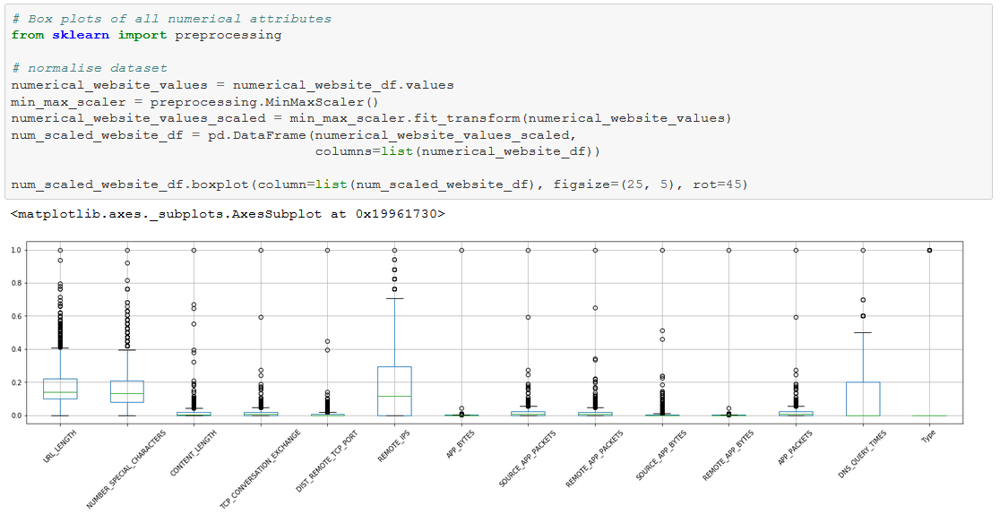 # Box plots of all numerical attributes
from sklearn import preprocessing
# normalise dataset
numerical_website_values = numerical_website_df.values
min_max_scaler = preprocessing.MinMaxScaler()
numerical_website_values_scaled = min_max_scaler.fit_transform(numerical_website_values)
num_scaled_website_df = pd.DataFrame(numerical_website_values_scaled,
columns=list(numerical_website_df))
num_scaled_website_df.boxplot(column=list(num_scaled_website_df), figsize=(25, 5), rot=45)
<matplotlib.axes._subplots.AxesSubplot at 0x19961730>
1.0
0.8
0.6
0.4
0.2
0.0
URL_LENGTH
NUMBER_SPECIAL_CHARACTERS
CONTENT_LENGTH
TCP_CONVERSATION_EXCHANGE
DIST_REMOTE_TCP_PORT
REMOTE_IPS
APP_BYTES
SOURCE_APP_PACKETS
REMOTE_APP_PACKETS
SOURCE_APP_BYTES
REMOTE_APP_BYTES
APP_PACKETS
DNS_QUERY_TIMES
Type